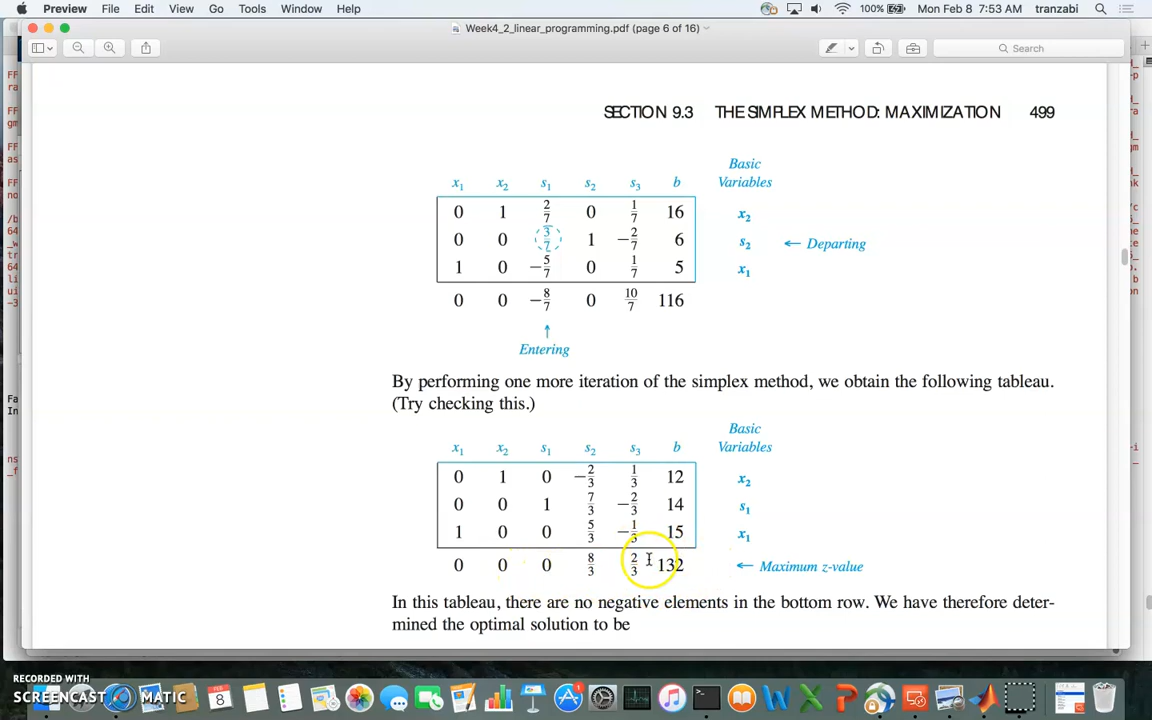 Preview File Edit View Go Tools Window Help 100% Mon Feb 8 7:53 AM tranzabi
Week4_2_linear_programming.pdf (page 6 of 16)
Search
SECTION 9.3 THE SIMPLEX METHOD: MAXIMIZATION 499
Basic
x₁ x₂ s₁ s₂ s₃ b Variables
0 1 2/7 0 1/7 16 x₂
0 0 3/7 1 −2/7 6 s₂ ← Departing
1 0 −5/7 0 1/7 5 x₁
0 0 −8/7 0 10/7 116
↑
Entering
By performing one more iteration of the simplex method, we obtain the following tableau.
(Try checking this.)
Basic
x₁ x₂ s₁ s₂ s₃ b Variables
0 1 0 −2/3 1/3 12 x₂
0 0 1 7/3 −2/3 14 s₁
1 0 0 5/3 −1/3 15 x₁
0 0 0 8/3 2/3 132 ← Maximum z-value
In this tableau, there are no negative elements in the bottom row. We have therefore deter-
mined the optimal solution to be
RECORDED WITH
SCREENCAST MATIC